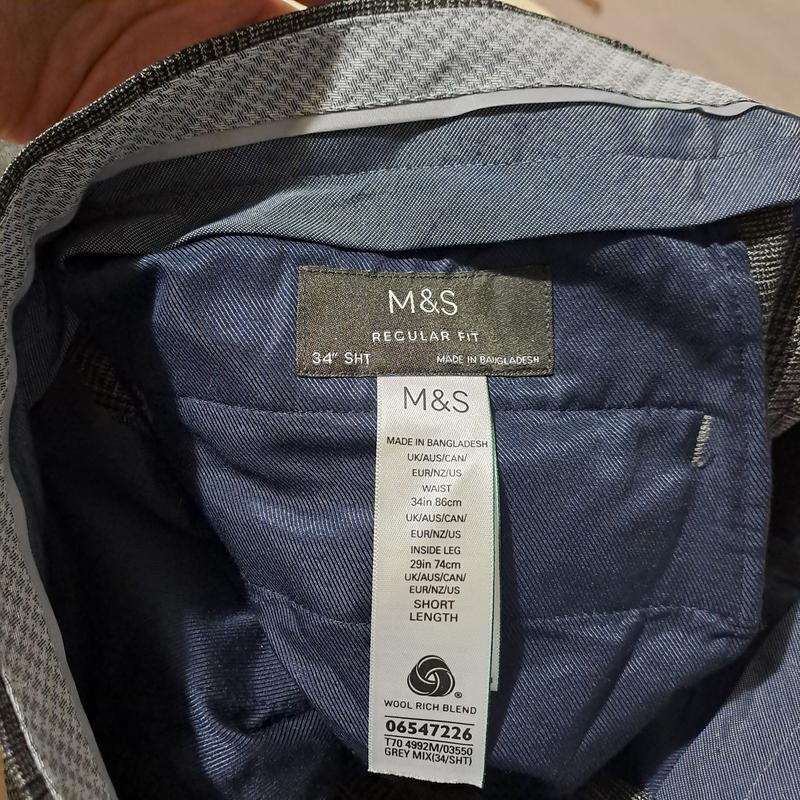 M&S
REGULAR FIT
34" SHT MADE IN BANGLADESH
M&S
MADE IN BANGLADESH
UK/AUS/CAN/
EUR/NZ/US
WAIST
34in 86cm
UK/AUS/CAN/
EUR/NZ/US
INSIDE LEG
29in 74cm
UK/AUS/CAN/
EUR/NZ/US
SHORT
LENGTH
®
WOOL RICH BLEND
06547226
T70 4992M/03550
GREY MIX(34/SHT)